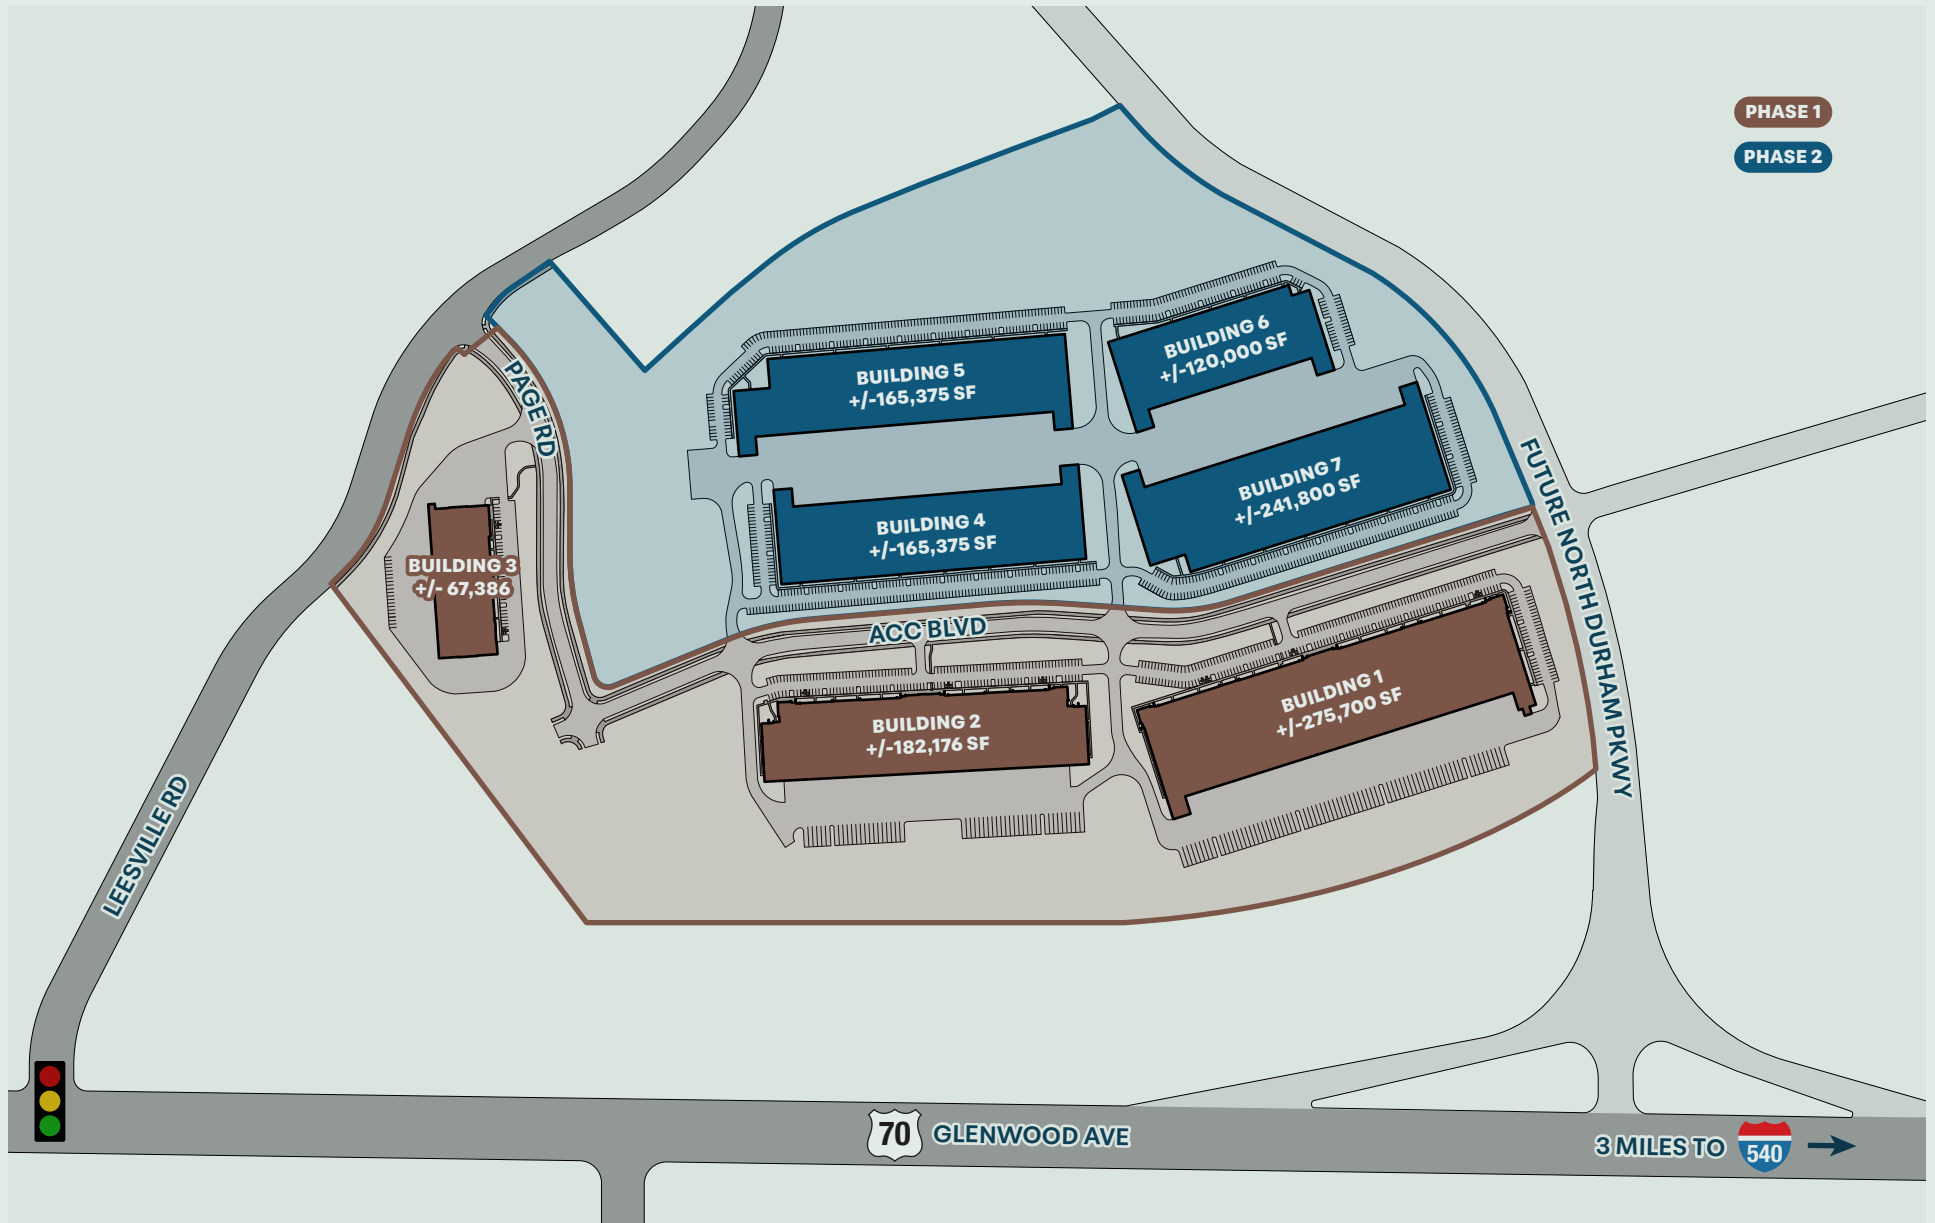 PHASE 1
PHASE 2
BUILDING 6
+/-120,000 SF
BUILDING 5
+/-165,375 SF
PAGE RD
BUILDING 7
+/-241,800 SF
BUILDING 4
+/-165,375 SF
FUTURE NORTH DURHAM PKWY
BUILDING 3
+/- 67,386
ACC BLVD
BUILDING 1
+/-275,700 SF
BUILDING 2
+/-182,176 SF
LEESVILLE RD
70 GLENWOOD AVE
3 MILES TO 540